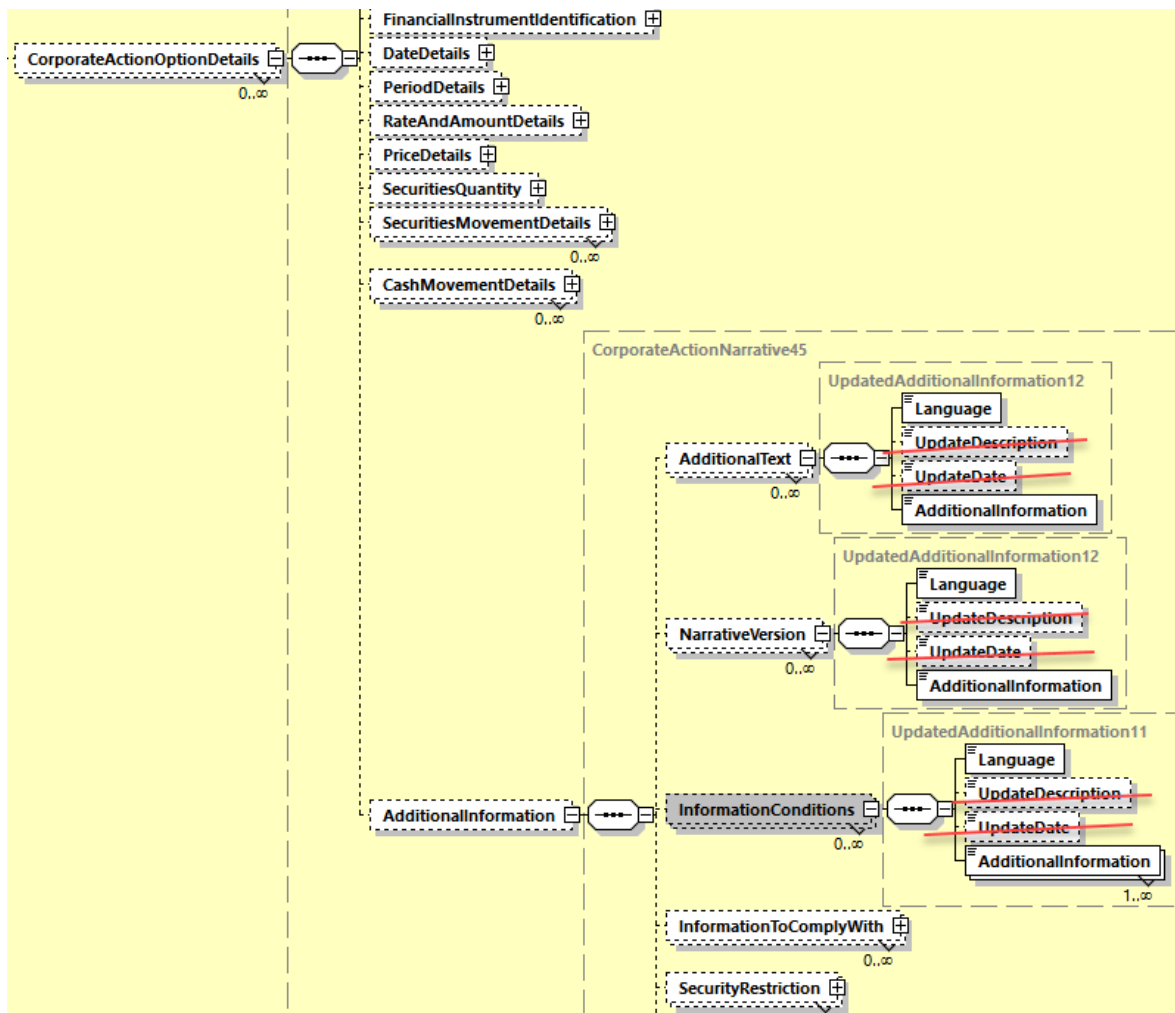 FinancialInstrumentIdentification
CorporateActionOptionDetails
0..∞
DateDetails
PeriodDetails
RateAndAmountDetails
PriceDetails
SecuritiesQuantity
SecuritiesMovementDetails
0..∞
CashMovementDetails
0..∞
CorporateActionNarrative45
UpdatedAdditionalInformation12
AdditionalText
0..∞
Language
UpdateDescription
UpdateDate
AdditionalInformation
UpdatedAdditionalInformation12
NarrativeVersion
0..∞
Language
UpdateDescription
UpdateDate
AdditionalInformation
UpdatedAdditionalInformation11
AdditionalInformation
InformationConditions
0..∞
Language
UpdateDescription
UpdateDate
AdditionalInformation
1..∞
InformationToComplyWith
0..∞
SecurityRestriction